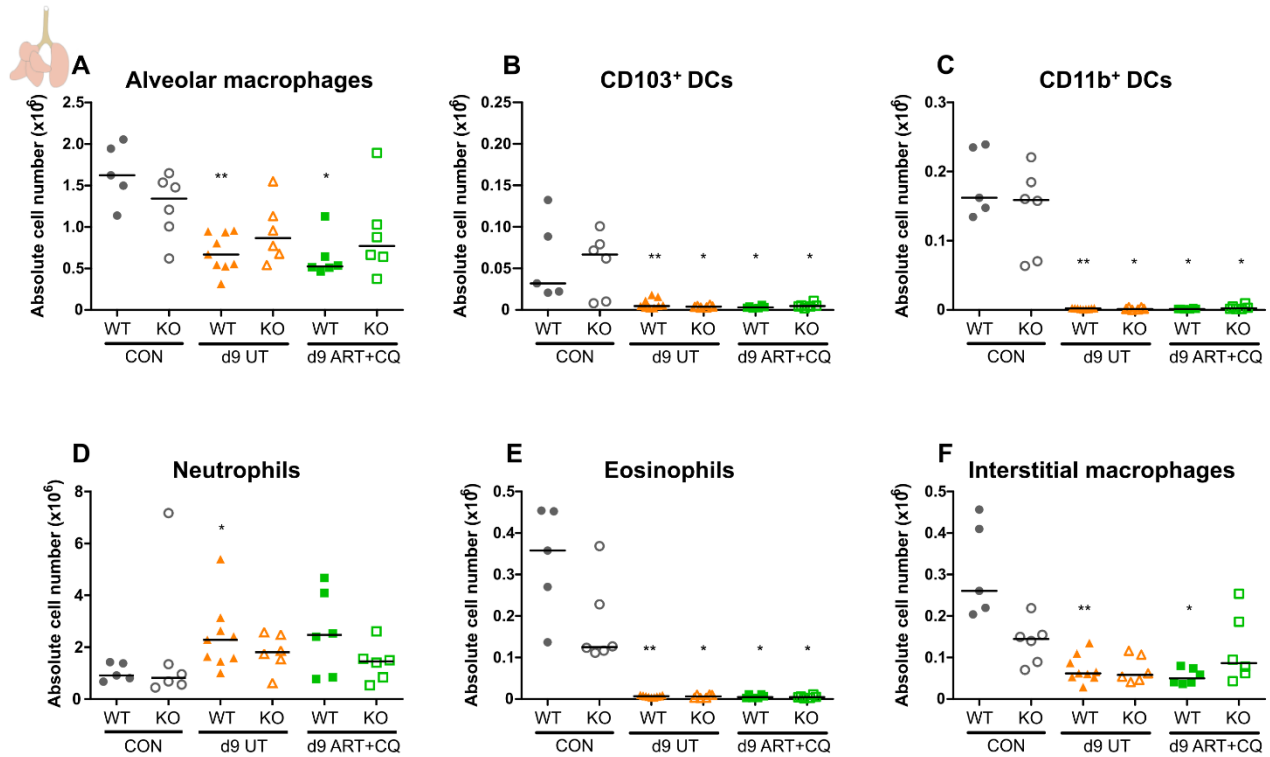 A
Alveolar macrophages
Absolute cell number (x10⁶)
2.5
2.0
1.5
1.0
0.5
0
**
*
WT KO WT KO WT KO
CON d9 UT d9 ART+CQ
B
CD103⁺ DCs
Absolute cell number (x10⁶)
0.25
0.20
0.15
0.10
0.05
0
** * * *
WT KO WT KO WT KO
CON d9 UT d9 ART+CQ
C
CD11b⁺ DCs
Absolute cell number (x10⁶)
0.3
0.2
0.1
0
** * * *
WT KO WT KO WT KO
CON d9 UT d9 ART+CQ
D
Neutrophils
Absolute cell number (x10⁶)
8
6
4
2
0
*
WT KO WT KO WT KO
CON d9 UT d9 ART+CQ
E
Eosinophils
Absolute cell number (x10⁶)
0.5
0.4
0.3
0.2
0.1
0
** * * *
WT KO WT KO WT KO
CON d9 UT d9 ART+CQ
F
Interstitial macrophages
Absolute cell number (x10⁶)
0.5
0.4
0.3
0.2
0.1
0
** *
WT KO WT KO WT KO
CON d9 UT d9 ART+CQ